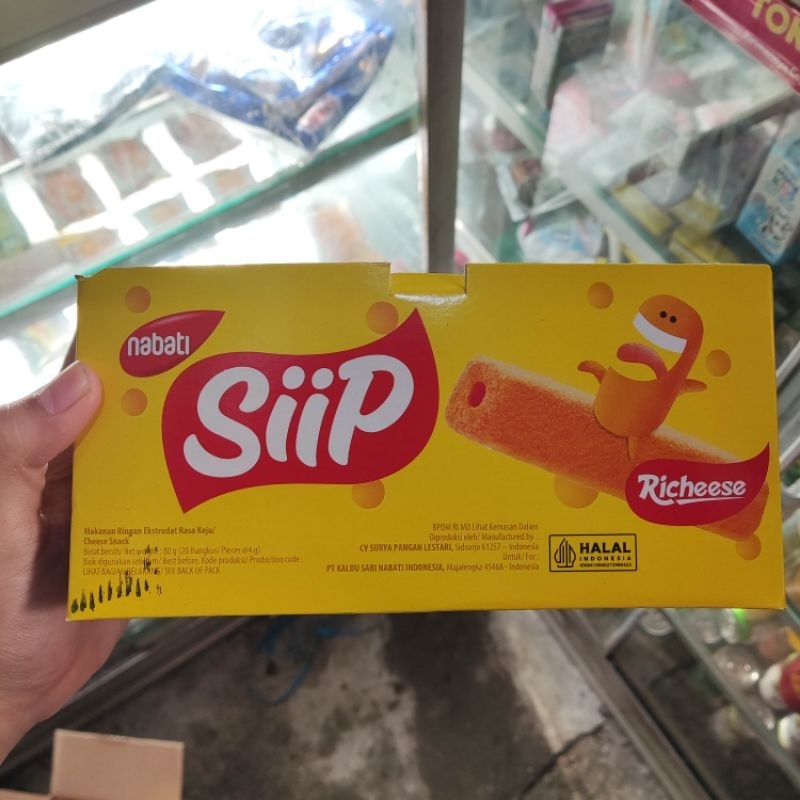 TOR
nabati
SiiP
Richeese
Makanan Ringan Ekstrudat Rasa Keju/
Cheese Snack
Berat bersih/ Net weight: 80 g (20 Bungkus/ Pieces @4 g)
Baik digunakan sebelum/ Best before, Kode produksi/ Production code :
LIHAT BAGIAN BELAKANG/ SEE BACK OF PACK
BPOM RI MD Lihat Kemasan Dalam
Diproduksi oleh/ Manufactured by :
CV SURYA PANGAN LESTARI, Sidoarjo 61257 – Indonesia
Untuk/ For :
PT KALDU SARI NABATI INDONESIA, Majalengka 45468 - Indonesia
HALAL
INDONESIA